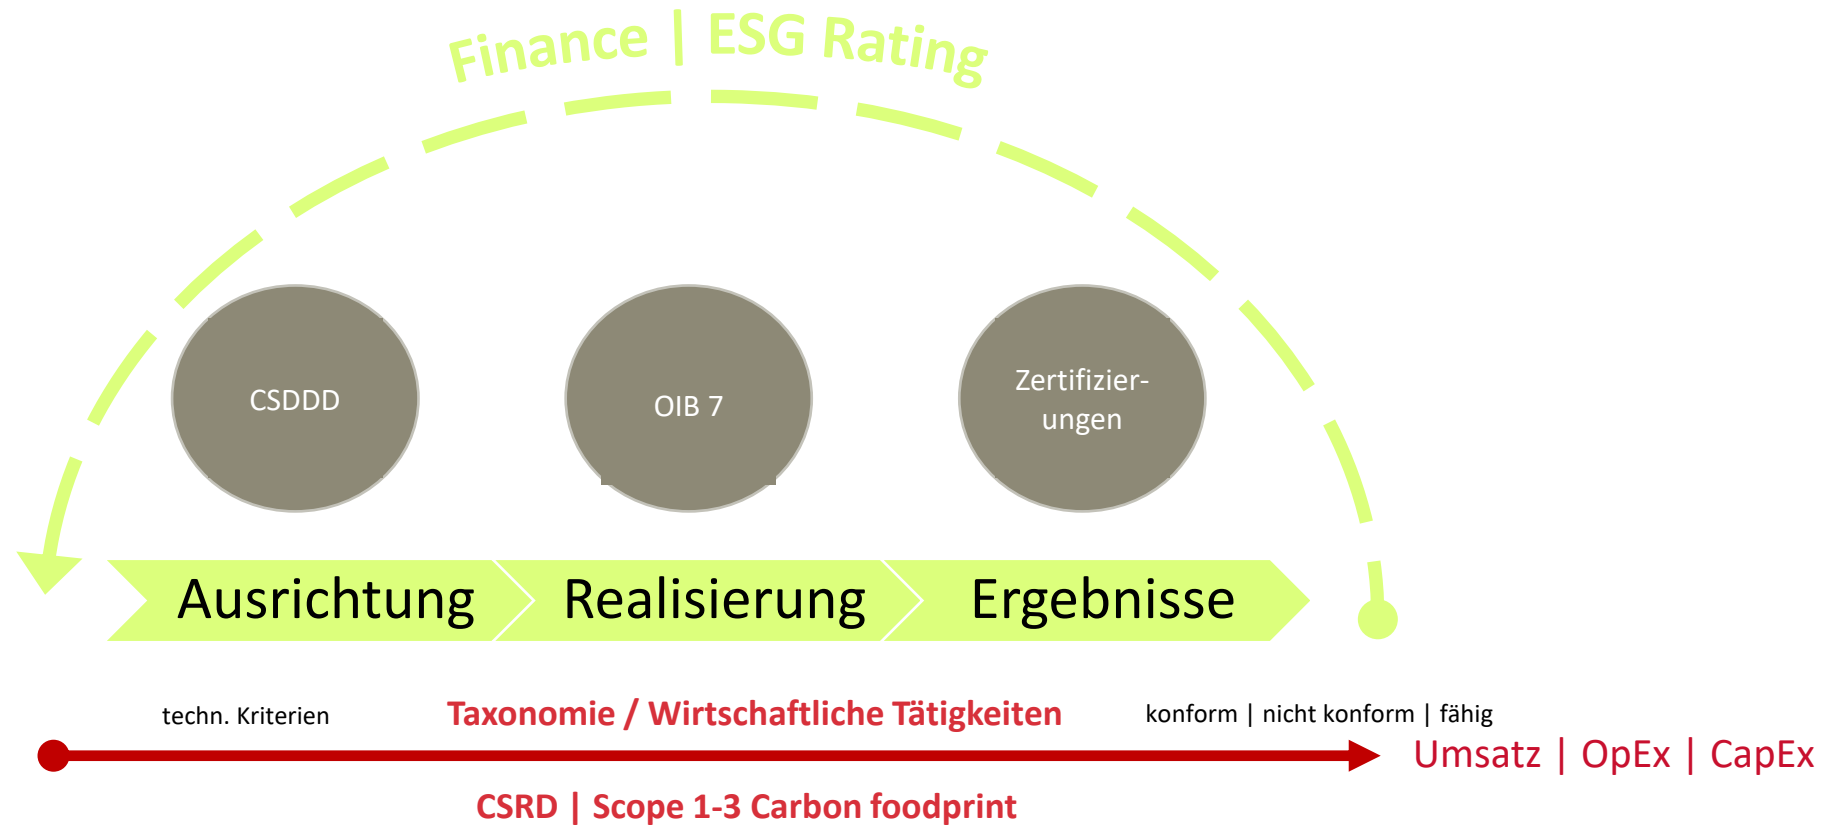 Finance | ESG Rating
CSDDD
OIB 7
Zertifizier-
ungen
Ausrichtung
Realisierung
Ergebnisse
techn. Kriterien
Taxonomie / Wirtschaftliche Tätigkeiten
konform | nicht konform | fähig
Umsatz | OpEx | CapEx
CSRD | Scope 1-3 Carbon foodprint